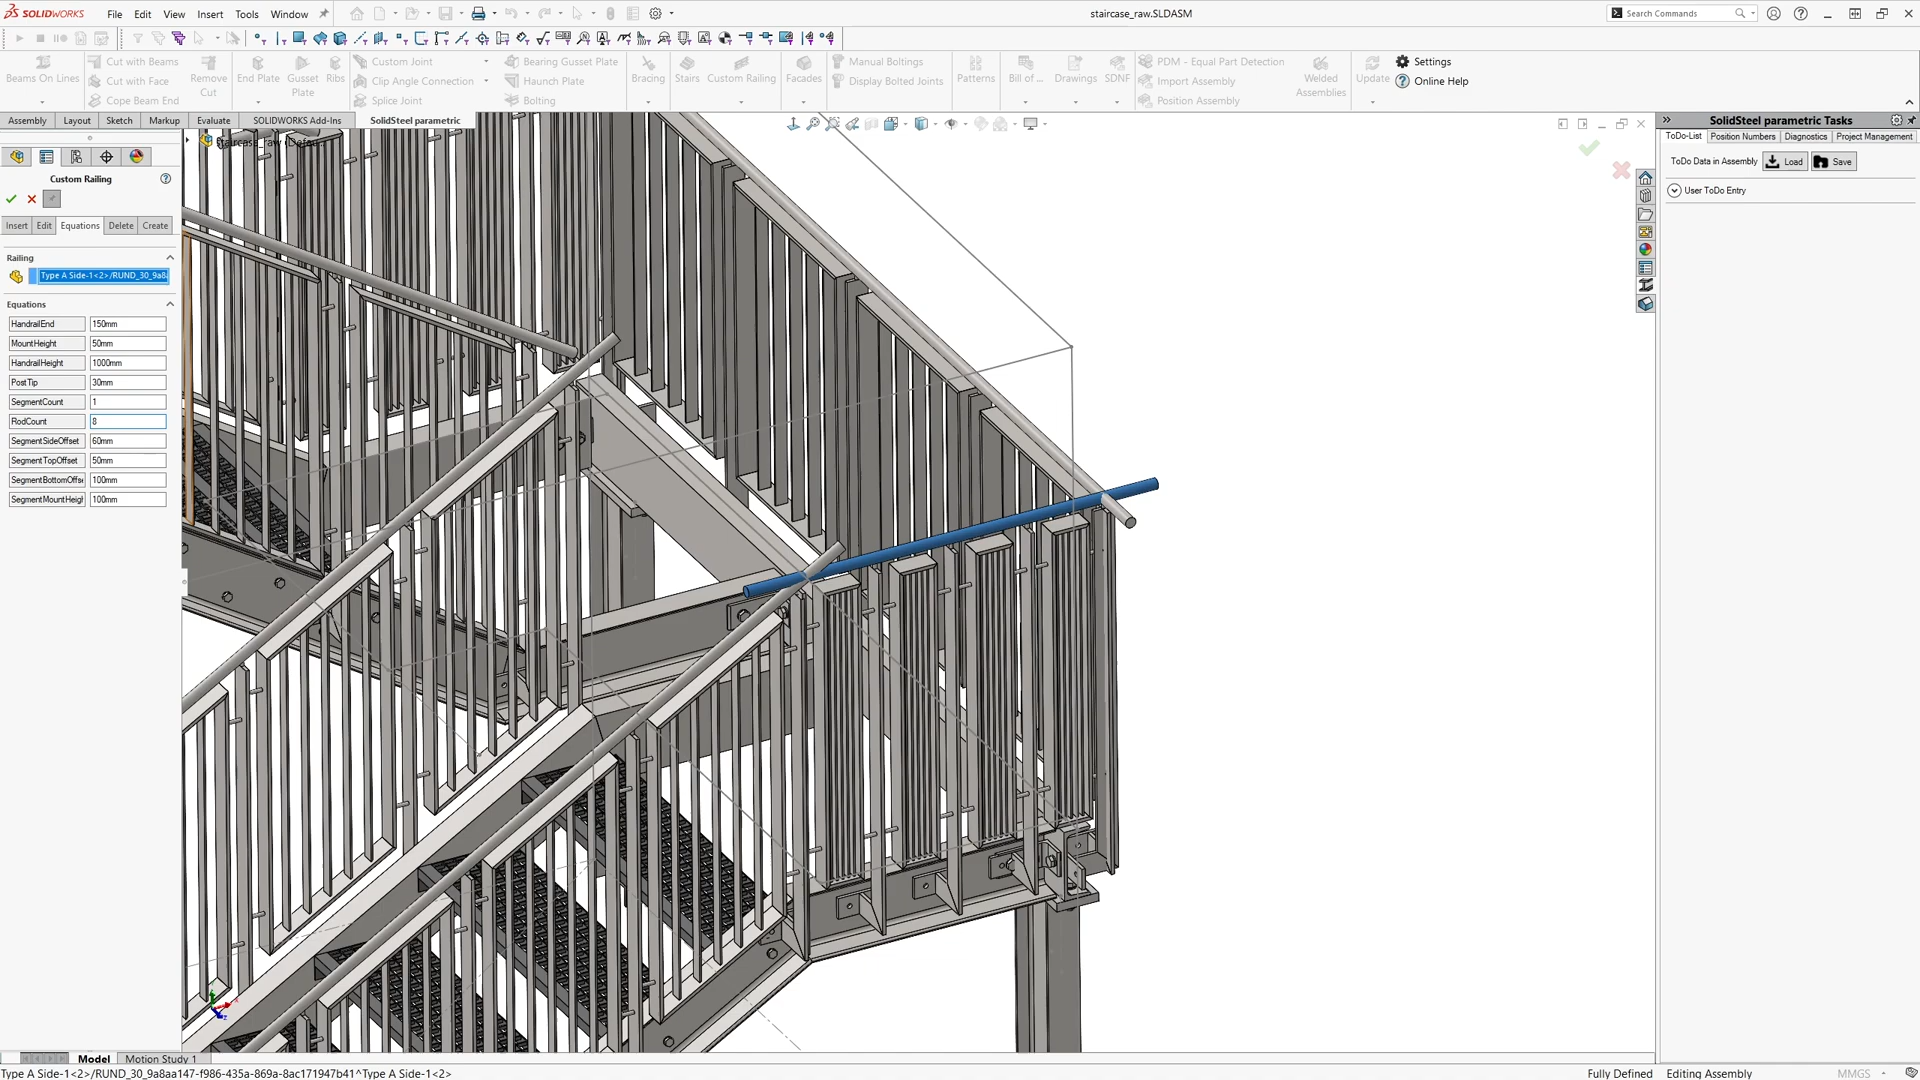 SOLIDWORKS
File Edit View Insert Tools Window
staircase_raw.SLDASM
Search Commands
Beams On Lines
Cut with Beams
Cut with Face
Cope Beam End
Remove Cut
End Plate
Gusset Plate
Ribs
Custom Joint
Clip Angle Connection
Splice Joint
Bearing Gusset Plate
Haunch Plate
Bolting
Bracing
Stairs
Custom Railing
Facades
Manual Boltings
Display Bolted Joints
Patterns
Bill of ...
Drawings
SDNF
PDM - Equal Part Detection
Import Assembly
Position Assembly
Welded Assemblies
Update
Settings
Online Help
Assembly Layout Sketch Markup Evaluate SOLIDWORKS Add-Ins SolidSteel parametric
Custom Railing
Insert Edit Equations Delete Create
Railing
Type A Side-1<2>/RUND_30_9a8a
Equations
HandrailEnd 150mm
MountHeight 50mm
HandrailHeight 1000mm
PostTip 30mm
SegmentCount 1
RodCount 8
SegmentSideOffset 60mm
SegmentTopOffset 50mm
SegmentBottomOffse 100mm
SegmentMountHeigh 100mm
SolidSteel parametric Tasks
ToDo-List Position Numbers Diagnostics Project Management
ToDo Data in Assembly Load Save
User ToDo Entry
Model Motion Study 1
Type A Side-1<2>/RUND_30_9a8aa147-f986-435a-869a-8ac171947b41^Type A Side-1<2>
Fully Defined Editing Assembly MMGS